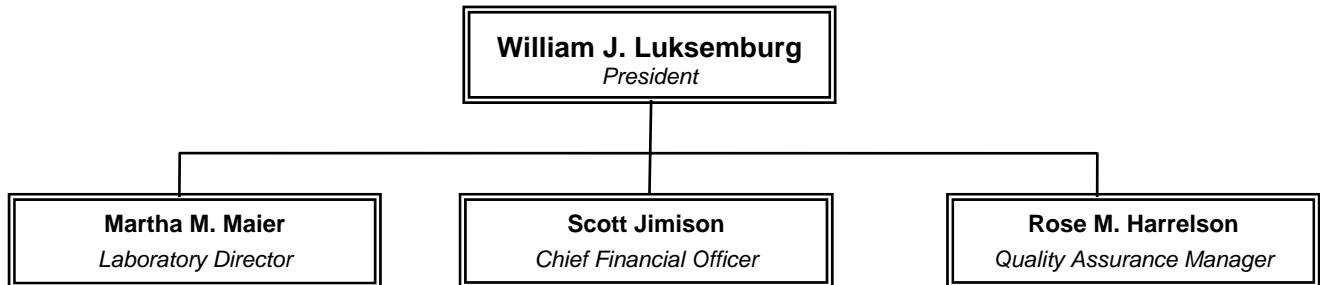 William J. Luksemburg
President
Martha M. Maier
Laboratory Director
Scott Jimison
Chief Financial Officer
Rose M. Harrelson
Quality Assurance Manager